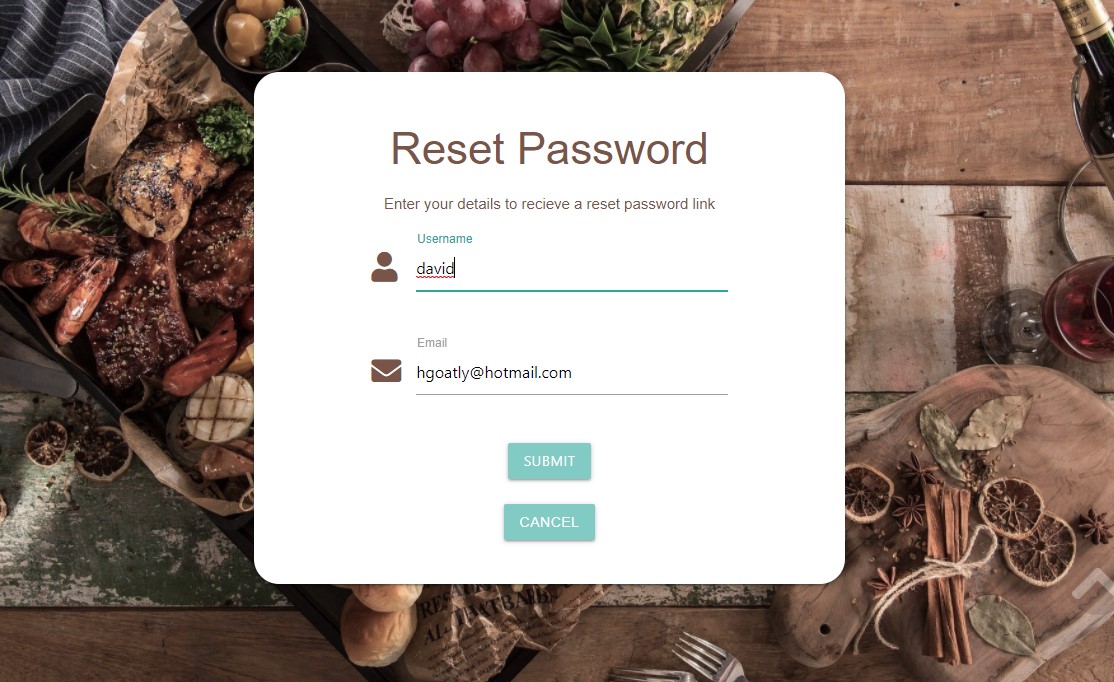 Reset Password
Enter your details to recieve a reset password link
Username
david
Email
hgoatly@hotmail.com
SUBMIT
CANCEL